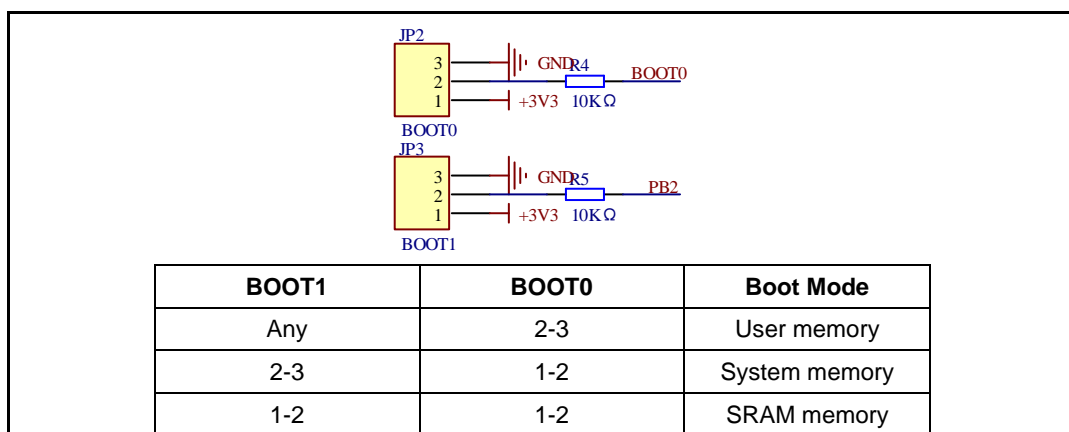 JP2
3 GND R4 BOOT0
2
1 +3V3 10KΩ
BOOT0
JP3
3 GND R5 PB2
2
1 +3V3 10KΩ
BOOT1
BOOT1 BOOT0 Boot Mode
Any 2-3 User memory
2-3 1-2 System memory
1-2 1-2 SRAM memory